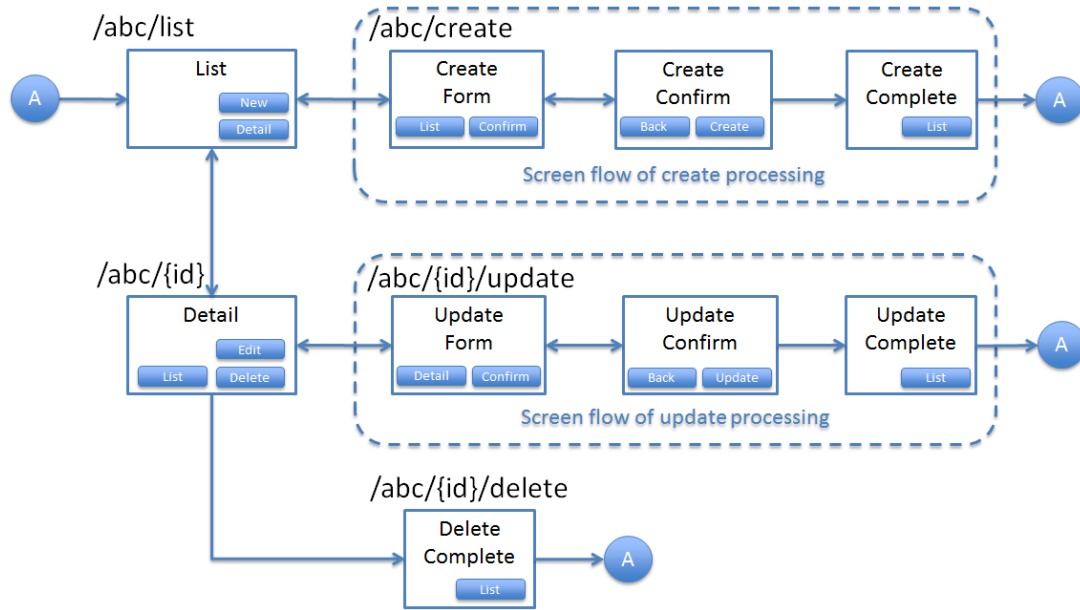 /abc/list
A
List
New
Detail
/abc/create
Create
Form
List
Confirm
Create
Confirm
Back
Create
Create
Complete
List
Screen flow of create processing
A
/abc/{id}
Detail
Edit
List
Delete
/abc/{id}/update
Update
Form
Detail
Confirm
Update
Confirm
Back
Update
Update
Complete
List
Screen flow of update processing
A
/abc/{id}/delete
Delete
Complete
List
A